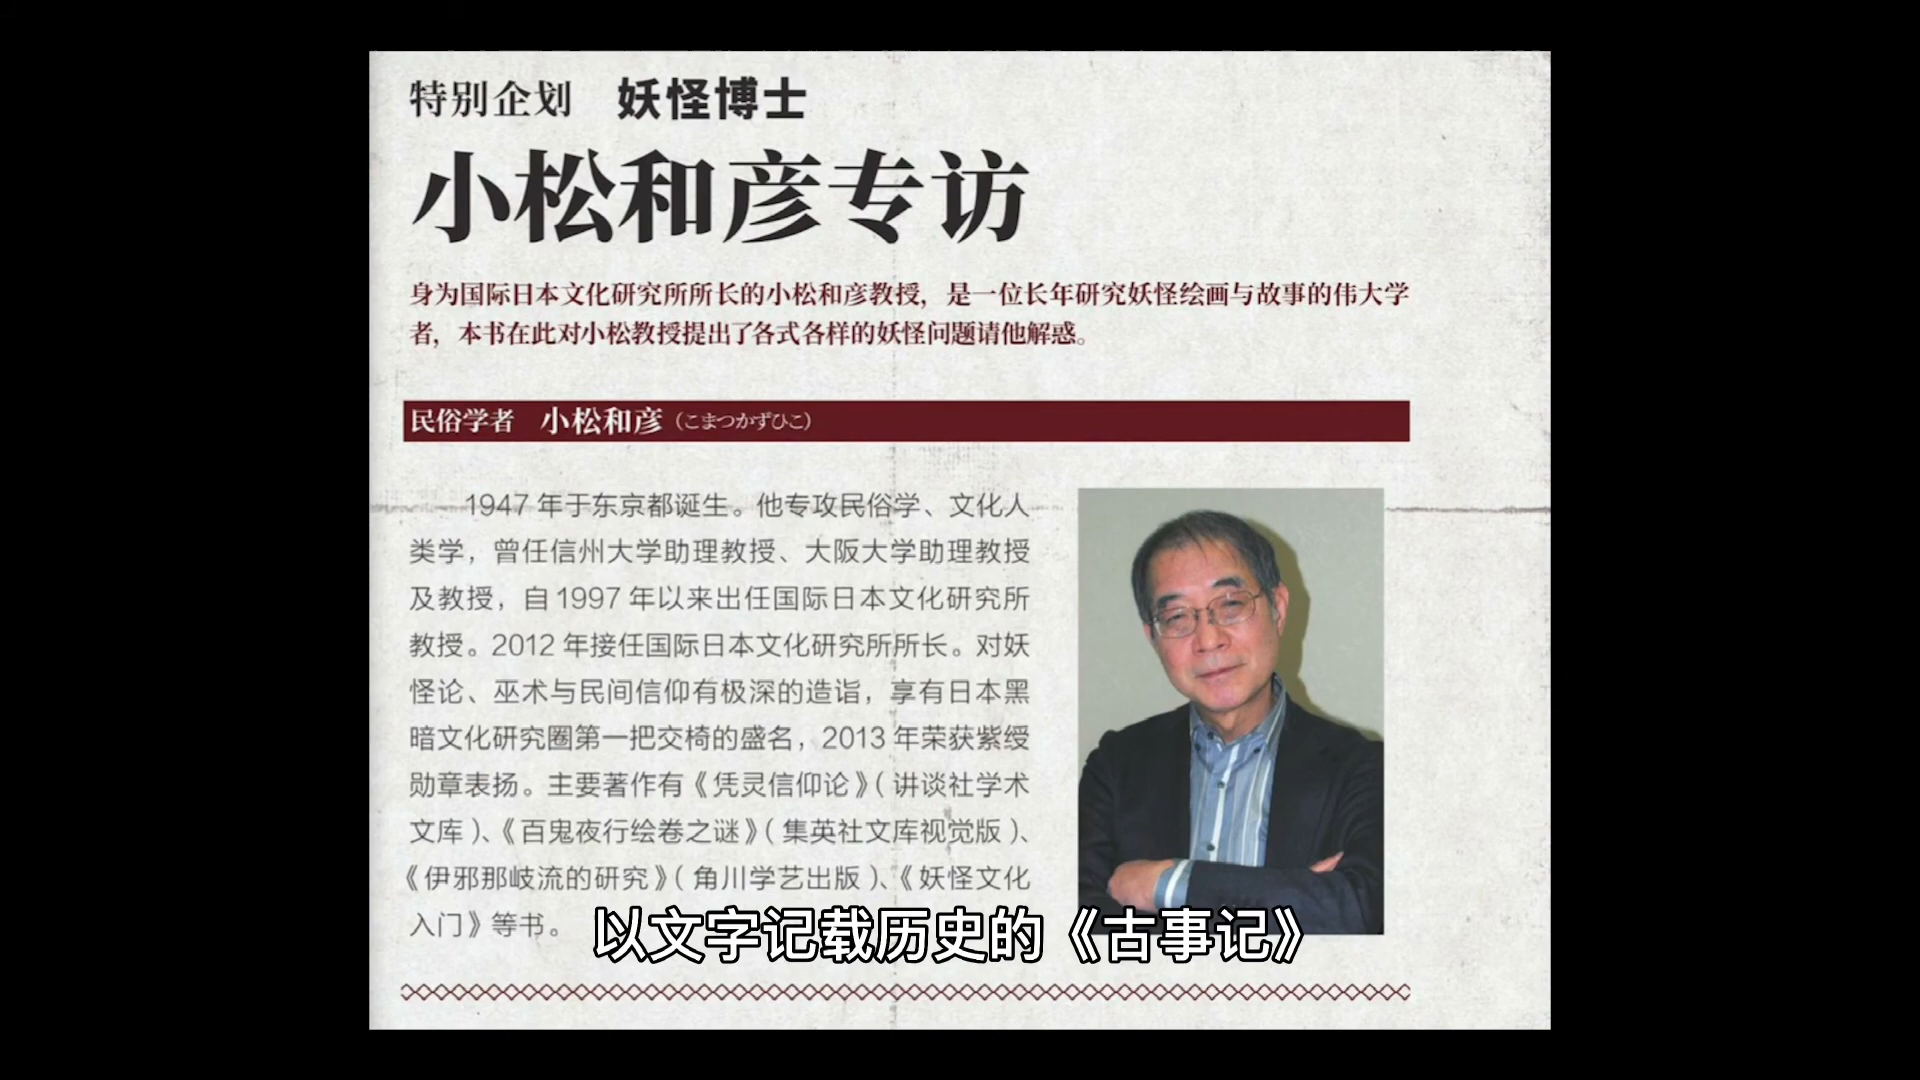 特别企划 妖怪博士
小松和彦专访
身为国际日本文化研究所所长的小松和彦教授，是一位长年研究妖怪绘画与故事的伟大学
者，本书在此对小松教授提出了各式各样的妖怪问题请他解惑。
民俗学者 小松和彦（こまつかずひこ）
1947 年于东京都诞生。他专攻民俗学、文化人
类学，曾任信州大学助理教授、大阪大学助理教授
及教授，自 1997 年以来出任国际日本文化研究所
教授。2012 年接任国际日本文化研究所所长。对妖
怪论、巫术与民间信仰有极深的造诣，享有日本黑
暗文化研究圈第一把交椅的盛名，2013 年荣获紫绶
勋章表扬。主要著作有《凭灵信仰论》（讲谈社学术
文库）、《百鬼夜行绘卷之谜》（集英社文库视觉版）、
《伊邪那岐流的研究》（角川学艺出版）、《妖怪文化
入门》等书。
以文字记载历史的《古事记》